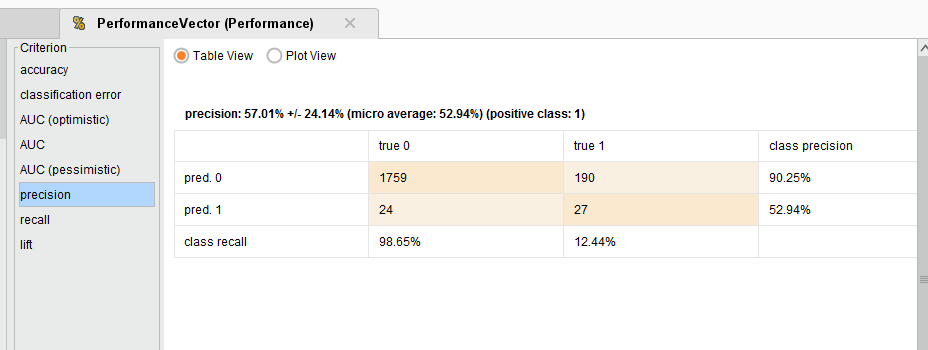 PerformanceVector (Performance)
Criterion
accuracy
classification error
AUC (optimistic)
AUC
AUC (pessimistic)
precision
recall
lift
Table View Plot View
precision: 57.01% +/- 24.14% (micro average: 52.94%) (positive class: 1)
true 0 true 1 class precision
pred. 0 1759 190 90.25%
pred. 1 24 27 52.94%
class recall 98.65% 12.44%